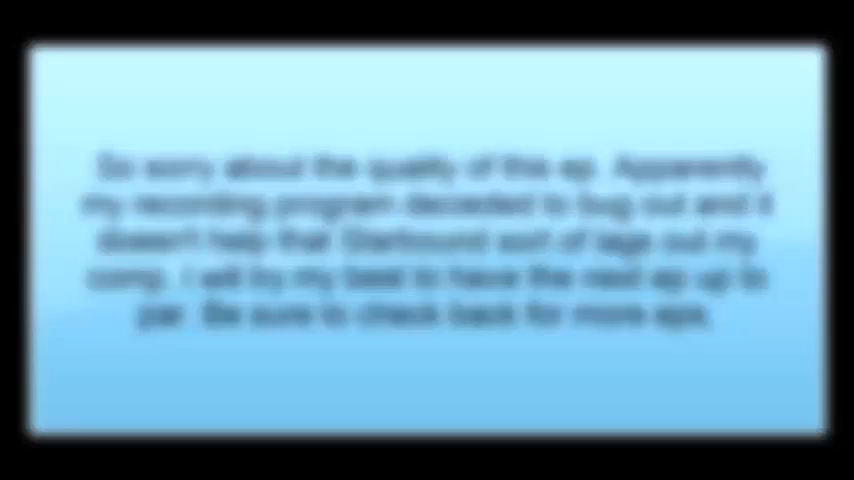 So sorry about the quality of this ep. Apparently
my recording program decieded to bug out and it
doesn't help that Starbound sort of lags out my
comp. I will try my best to have the next ep up to
par. Be sure to check back for more eps.